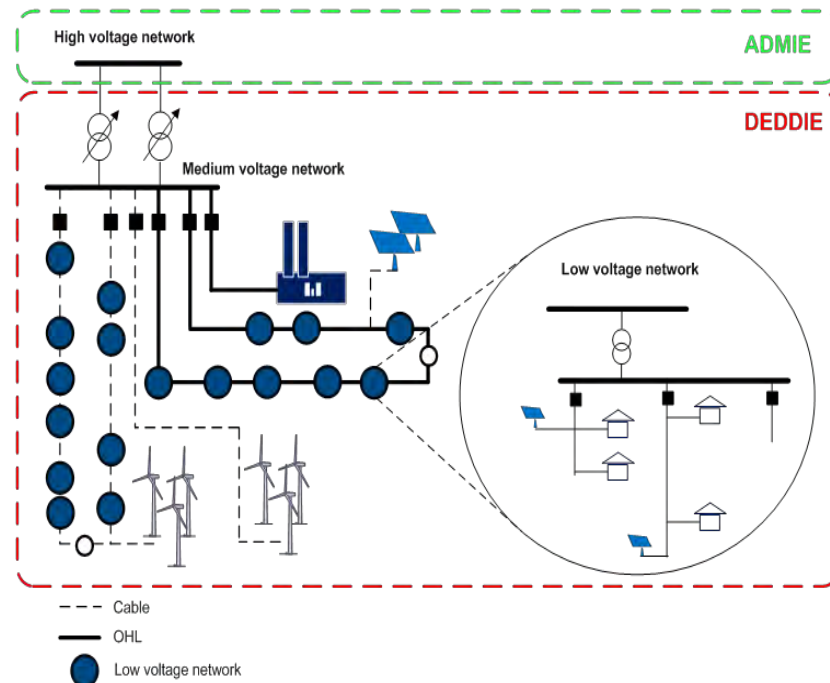 High voltage network
ADMIE
DEDDIE
Medium voltage network
Low voltage network
Cable
OHL
Low voltage network